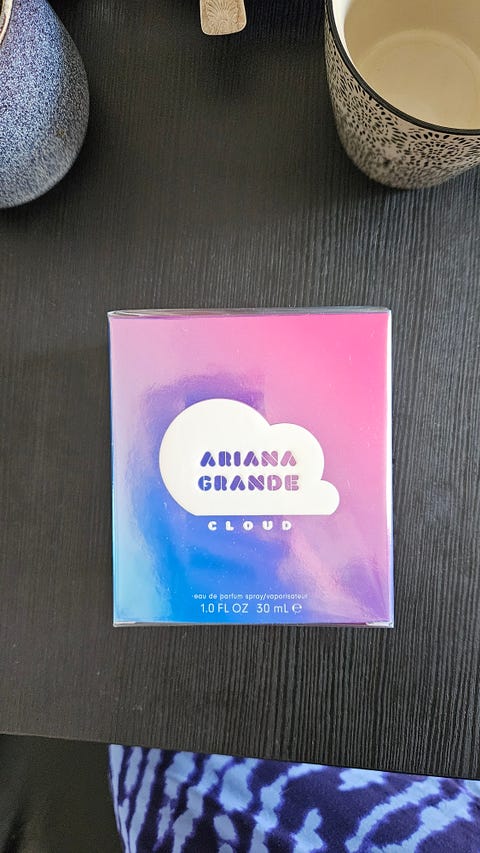 ARIANA
GRANDE
CLOUD
eau de parfum spray/vaporisateur
1.0 FL OZ 30 mL ℮